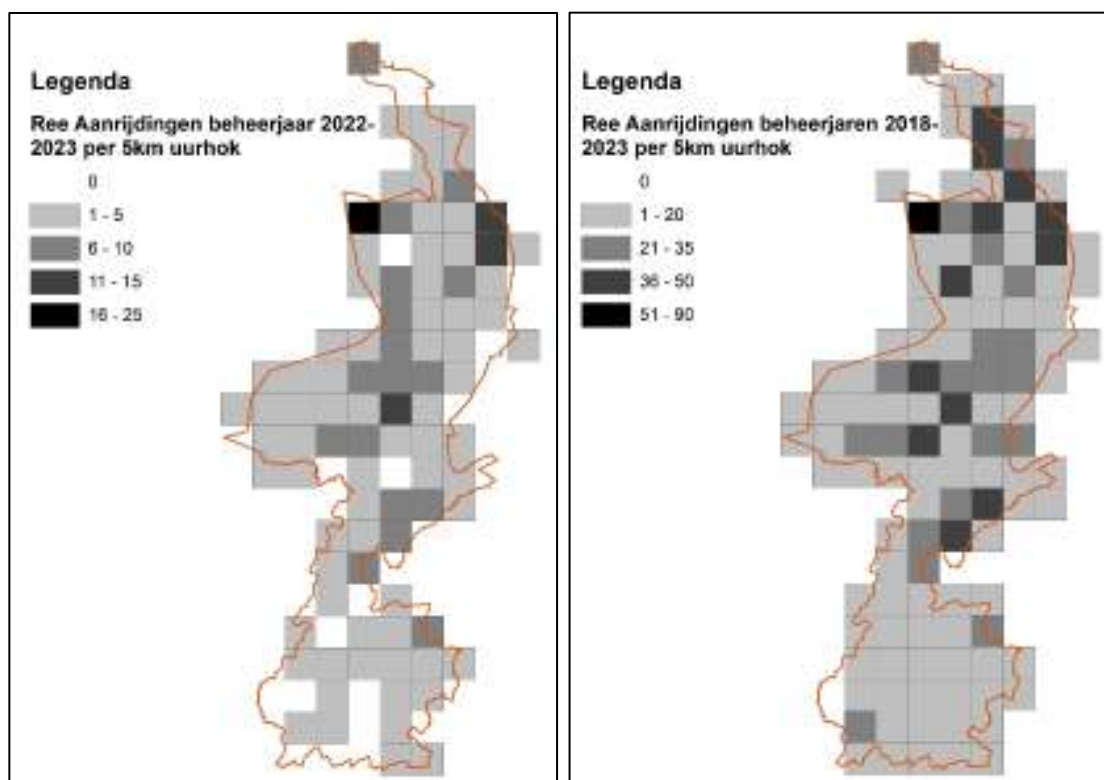 Legenda
Ree Aanrijdingen beheerjaar 2022-
2023 per 5km uurhok
0
1 - 5
6 - 10
11 - 15
16 - 25
Legenda
Ree Aanrijdingen beheerjaren 2018-
2023 per 5km uurhok
0
1 - 20
21 - 35
36 - 50
51 - 90